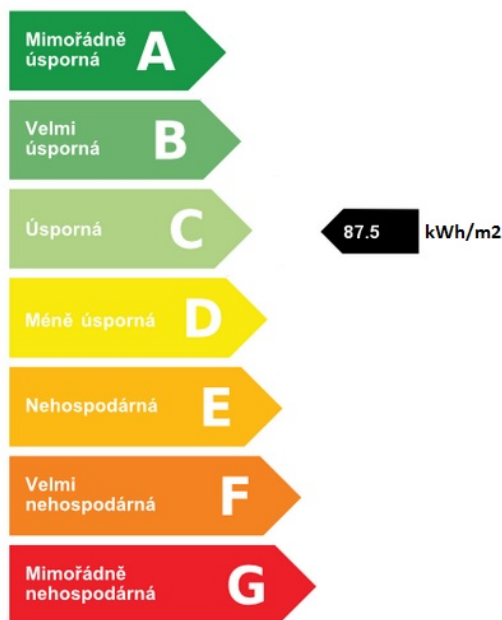 Mimořádně
úsporná
A
Velmi
úsporná
B
Úsporná
C
87.5 kWh/m2
Méně úsporná
D
Nehospodárná
E
Velmi
nehospodárná
F
Mimořádně
nehospodárná
G